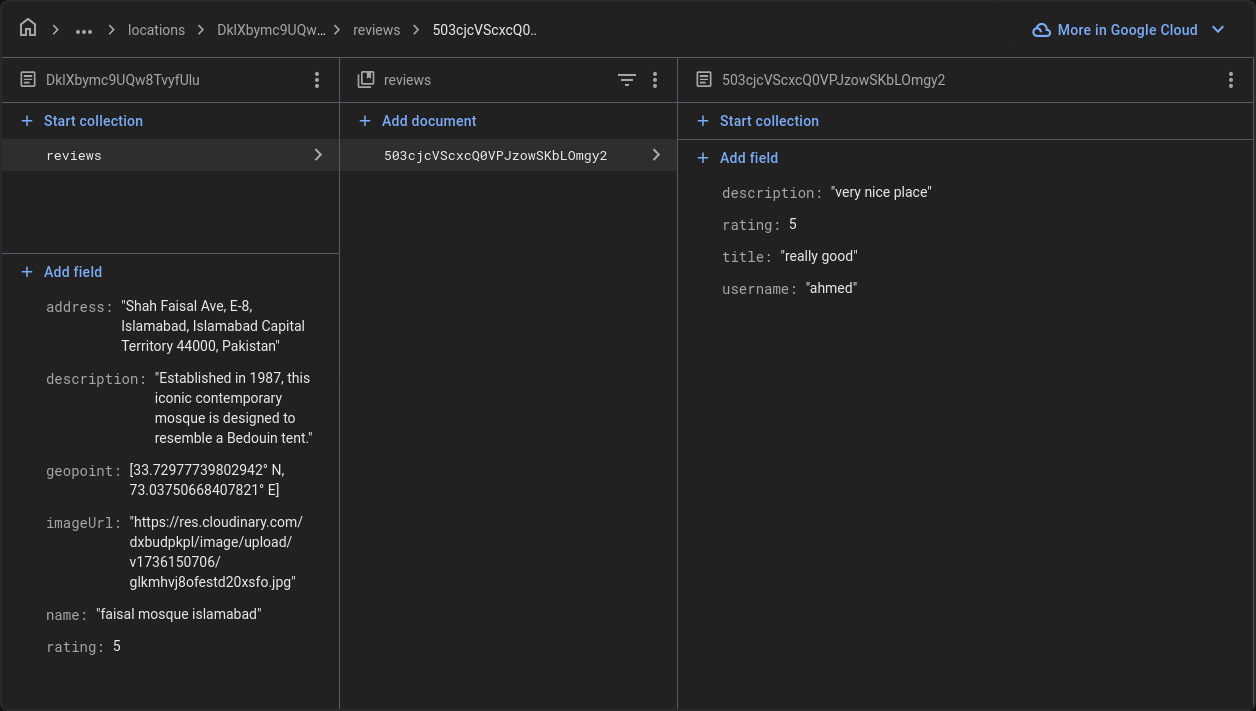 … locations DklXbymc9UQw… reviews 503cjcVScxcQ0.. More in Google Cloud
DklXbymc9UQw8TvyfUlu
Start collection
reviews
Add field
address: "Shah Faisal Ave, E-8,
Islamabad, Islamabad Capital
Territory 44000, Pakistan"
description: "Established in 1987, this
iconic contemporary
mosque is designed to
resemble a Bedouin tent."
geopoint: [33.72977739802942° N,
73.03750668407821° E]
imageUrl: "https://res.cloudinary.com/
dxbudpkpl/image/upload/
v1736150706/
glkmhvj8ofestd20xsfo.jpg"
name: "faisal mosque islamabad"
rating: 5
reviews
Add document
503cjcVScxcQ0VPJzowSKbLOmgy2
503cjcVScxcQ0VPJzowSKbLOmgy2
Start collection
Add field
description: "very nice place"
rating: 5
title: "really good"
username: "ahmed"